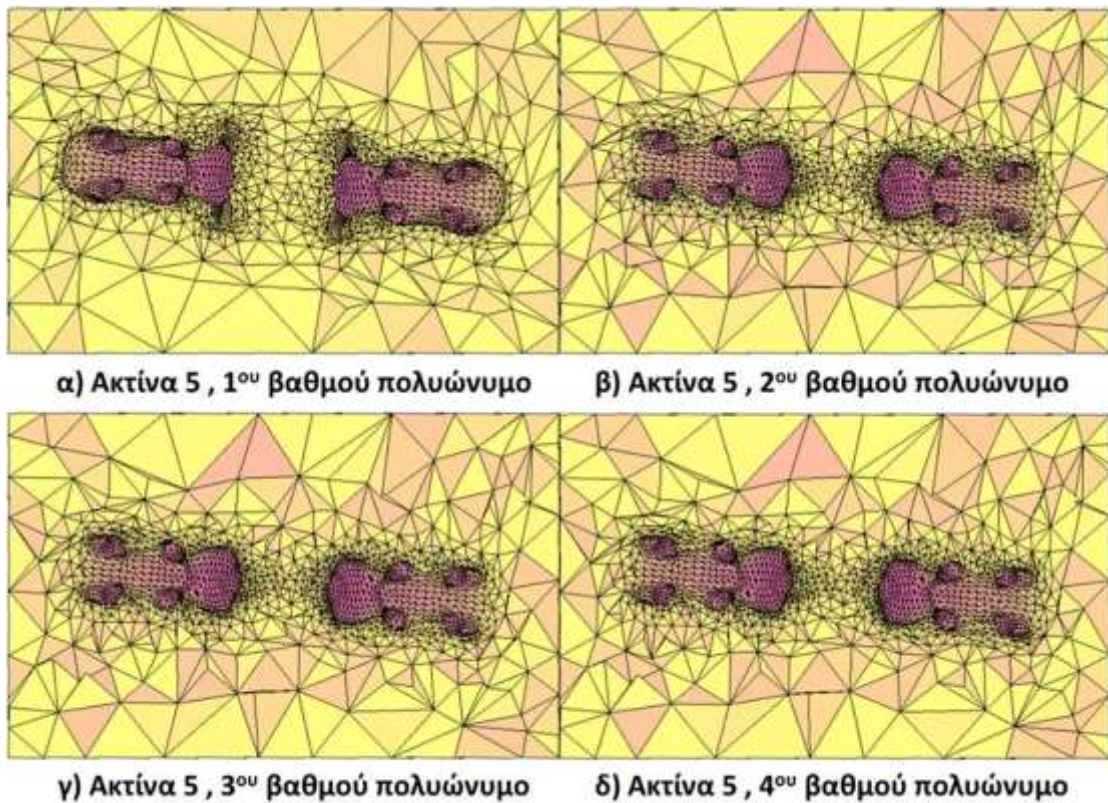 α) Ακτίνα 5 , 1ου βαθμού πολυώνυμο
β) Ακτίνα 5 , 2ου βαθμού πολυώνυμο
γ) Ακτίνα 5 , 3ου βαθμού πολυώνυμο
δ) Ακτίνα 5 , 4ου βαθμού πολυώνυμο